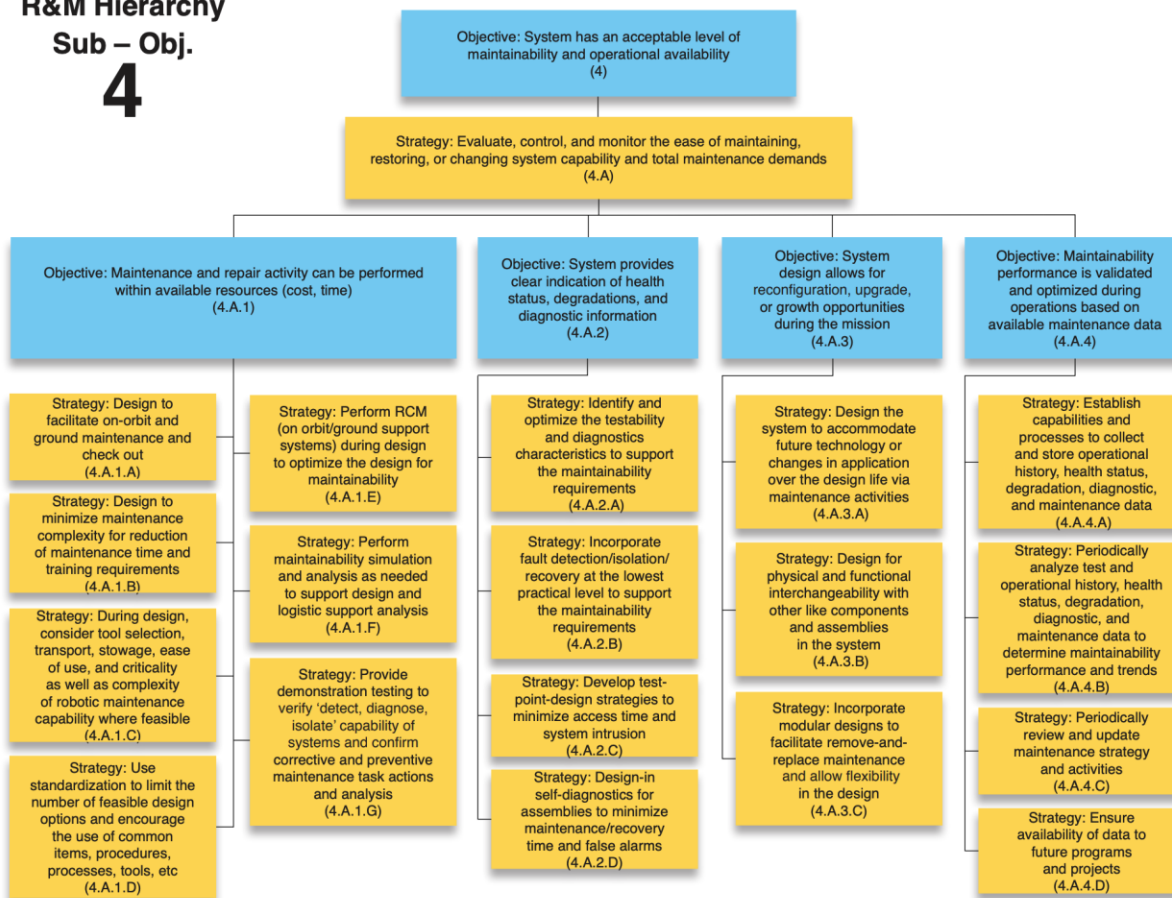 R&M Hierarchy
Sub – Obj.
4
Objective: System has an acceptable level of
maintainability and operational availability
(4)
Strategy: Evaluate, control, and monitor the ease of maintaining,
restoring, or changing system capability and total maintenance demands
(4.A)
Objective: Maintenance and repair activity can be performed
within available resources (cost, time)
(4.A.1)
Strategy: Design to
facilitate on-orbit and
ground maintenance and
check out
(4.A.1.A)
Strategy: Design to
minimize maintenance
complexity for reduction
of maintenance time and
training requirements
(4.A.1.B)
Strategy: During design,
consider tool selection,
transport, stowage, ease
of use, and criticality
as well as complexity
of robotic maintenance
capability where feasible
(4.A.1.C)
Strategy: Use
standardization to limit the
number of feasible design
options and encourage
the use of common
items, procedures,
processes, tools, etc
(4.A.1.D)
Strategy: Perform RCM
(on orbit/ground support
systems) during design
to optimize the design for
maintainability
(4.A.1.E)
Strategy: Perform
maintainability simulation
and analysis as needed
to support design and
logistic support analysis
(4.A.1.F)
Strategy: Provide
demonstration testing to
verify ‘detect, diagnose,
isolate’ capability of
systems and confirm
corrective and preventive
maintenance task actions
and analysis
(4.A.1.G)
Objective: System provides
clear indication of health
status, degradations, and
diagnostic information
(4.A.2)
Strategy: Identify and
optimize the testability
and diagnostics
characteristics to support
the maintainability
requirements
(4.A.2.A)
Strategy: Incorporate
fault detection/isolation/
recovery at the lowest
practical level to support
the maintainability
requirements
(4.A.2.B)
Strategy: Develop test-
point-design strategies to
minimize access time and
system intrusion
(4.A.2.C)
Strategy: Design-in
self-diagnostics for
assemblies to minimize
maintenance/recovery
time and false alarms
(4.A.2.D)
Objective: System
design allows for
reconfiguration, upgrade,
or growth opportunities
during the mission
(4.A.3)
Strategy: Design the
system to accommodate
future technology or
changes in application
over the design life via
maintenance activities
(4.A.3.A)
Strategy: Design for
physical and functional
interchangeability with
other like components
and assemblies
in the system
(4.A.3.B)
Strategy: Incorporate
modular designs to
facilitate remove-and-
replace maintenance
and allow flexibility
in the design
(4.A.3.C)
Objective: Maintainability
performance is validated
and optimized during
operations based on
available maintenance data
(4.A.4)
Strategy: Establish
capabilities and
processes to collect
and store operational
history, health status,
degradation, diagnostic,
and maintenance data
(4.A.4.A)
Strategy: Periodically
analyze test and
operational history, health
status, degradation,
diagnostic, and
maintenance data to
determine maintainability
performance and trends
(4.A.4.B)
Strategy: Periodically
review and update
maintenance strategy
and activities
(4.A.4.C)
Strategy: Ensure
availability of data to
future programs
and projects
(4.A.4.D)